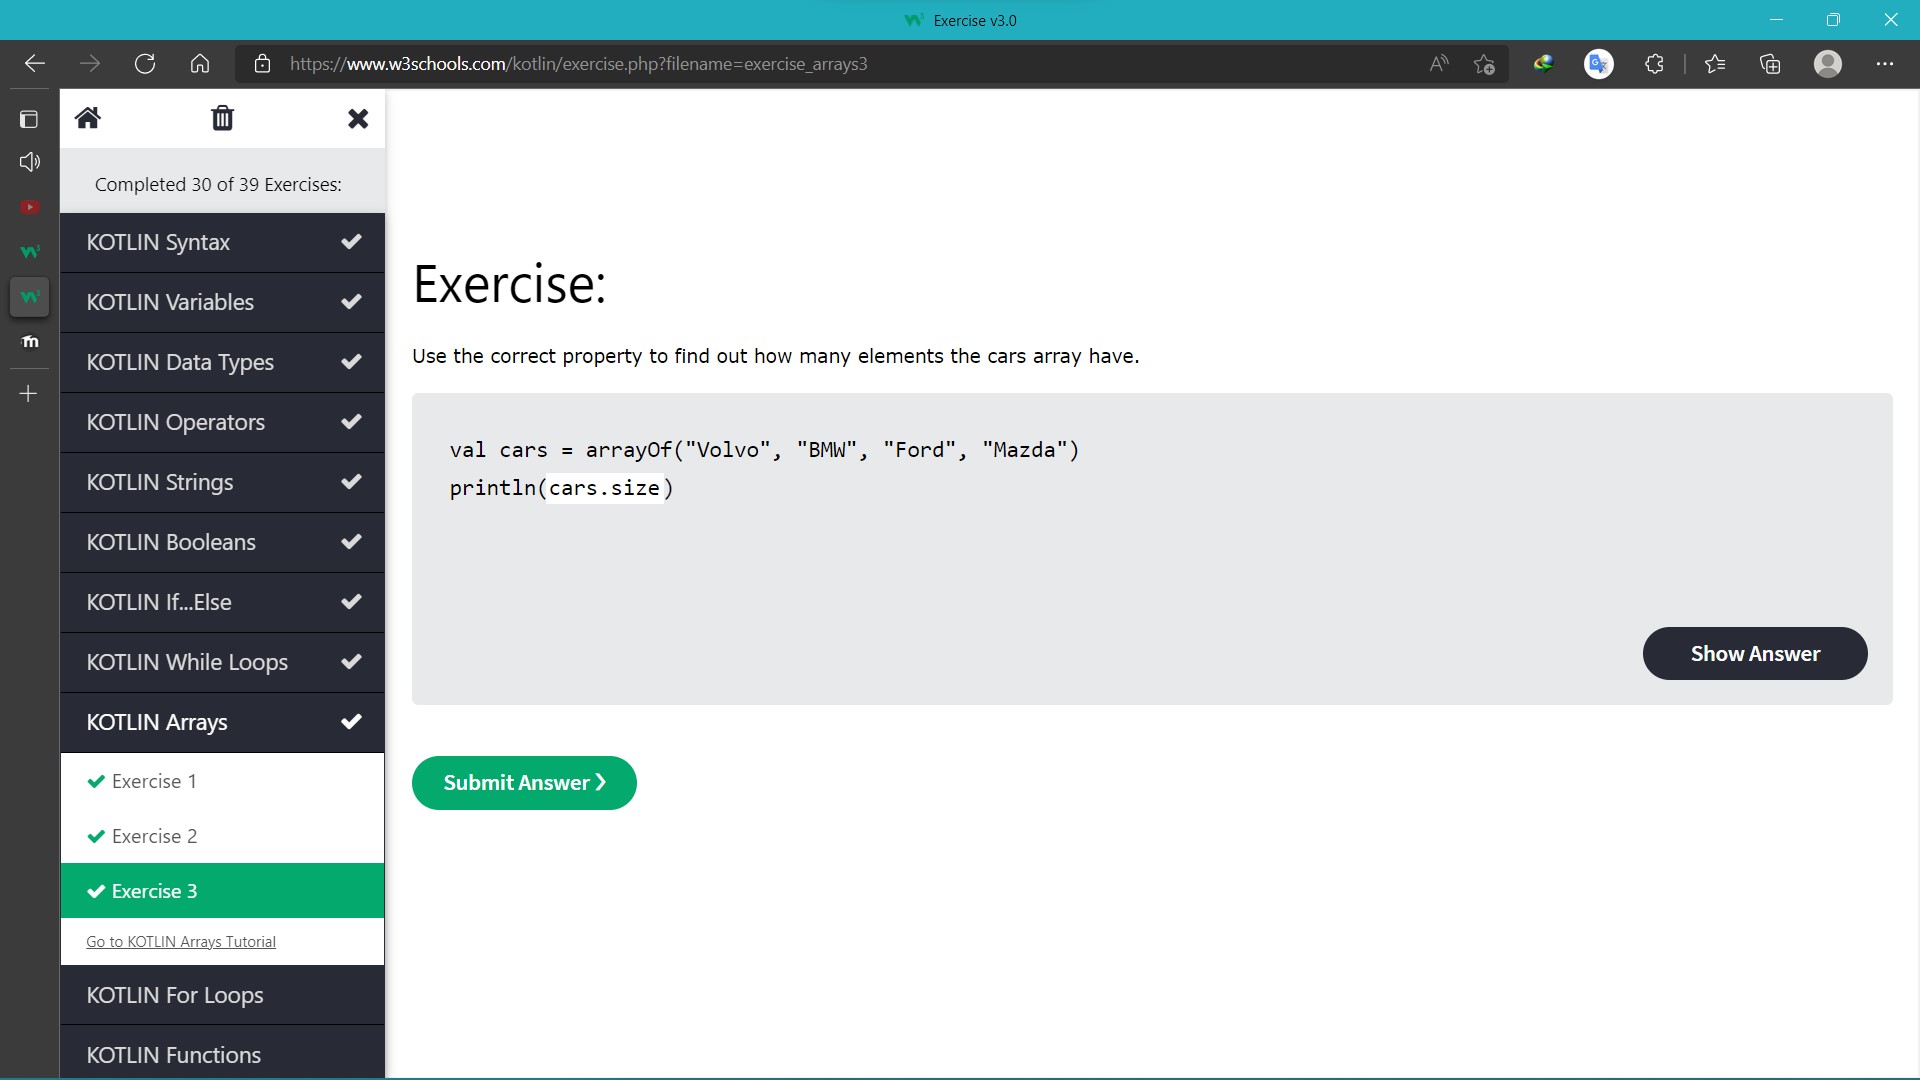 Exercise v3.0
https://www.w3schools.com/kotlin/exercise.php?filename=exercise_arrays3
Completed 30 of 39 Exercises:
KOTLIN Syntax
KOTLIN Variables
KOTLIN Data Types
KOTLIN Operators
KOTLIN Strings
KOTLIN Booleans
KOTLIN If...Else
KOTLIN While Loops
KOTLIN Arrays
Exercise 1
Exercise 2
Exercise 3
Go to KOTLIN Arrays Tutorial
KOTLIN For Loops
KOTLIN Functions
Exercise:
Use the correct property to find out how many elements the cars array have.
val cars = arrayOf("Volvo", "BMW", "Ford", "Mazda")
println(cars.size)
Show Answer
Submit Answer ❯